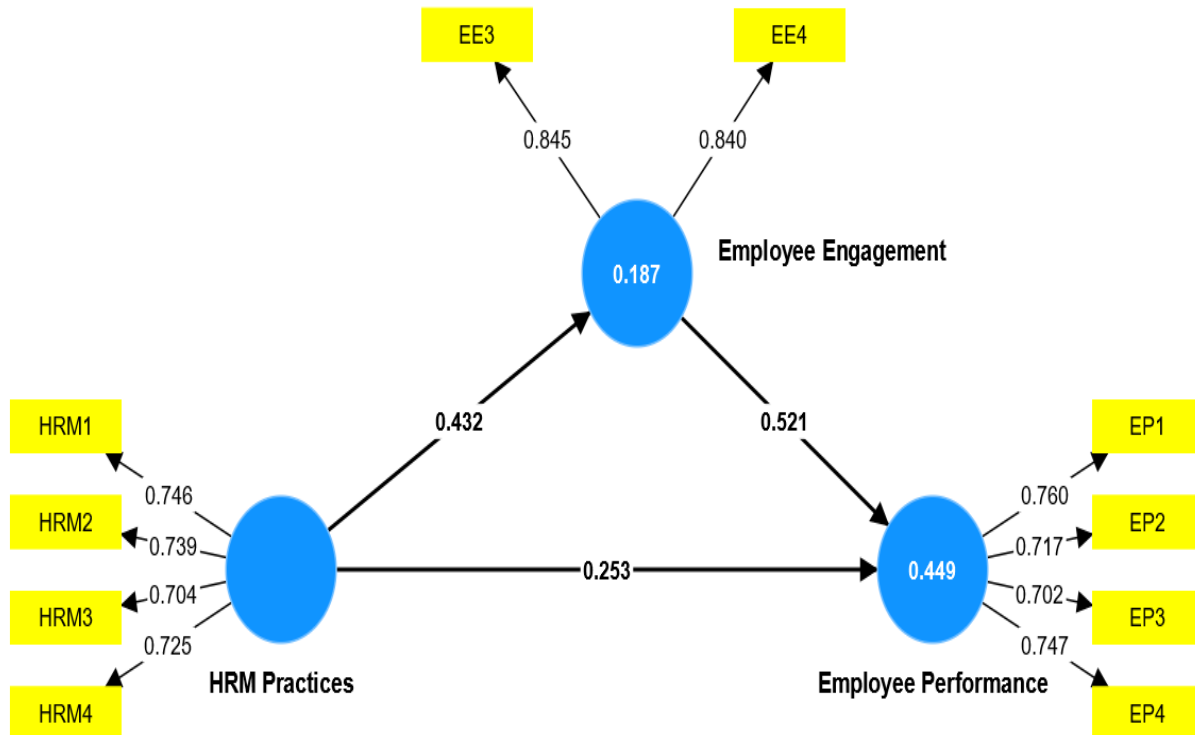 EE3
EE4
0.845
0.840
Employee Engagement
0.187
HRM1
0.432
0.521
EP1
0.746
0.760
HRM2
EP2
0.739
0.717
0.253
0.449
0.704
0.702
HRM3
EP3
0.725
0.747
HRM Practices
Employee Performance
HRM4
EP4